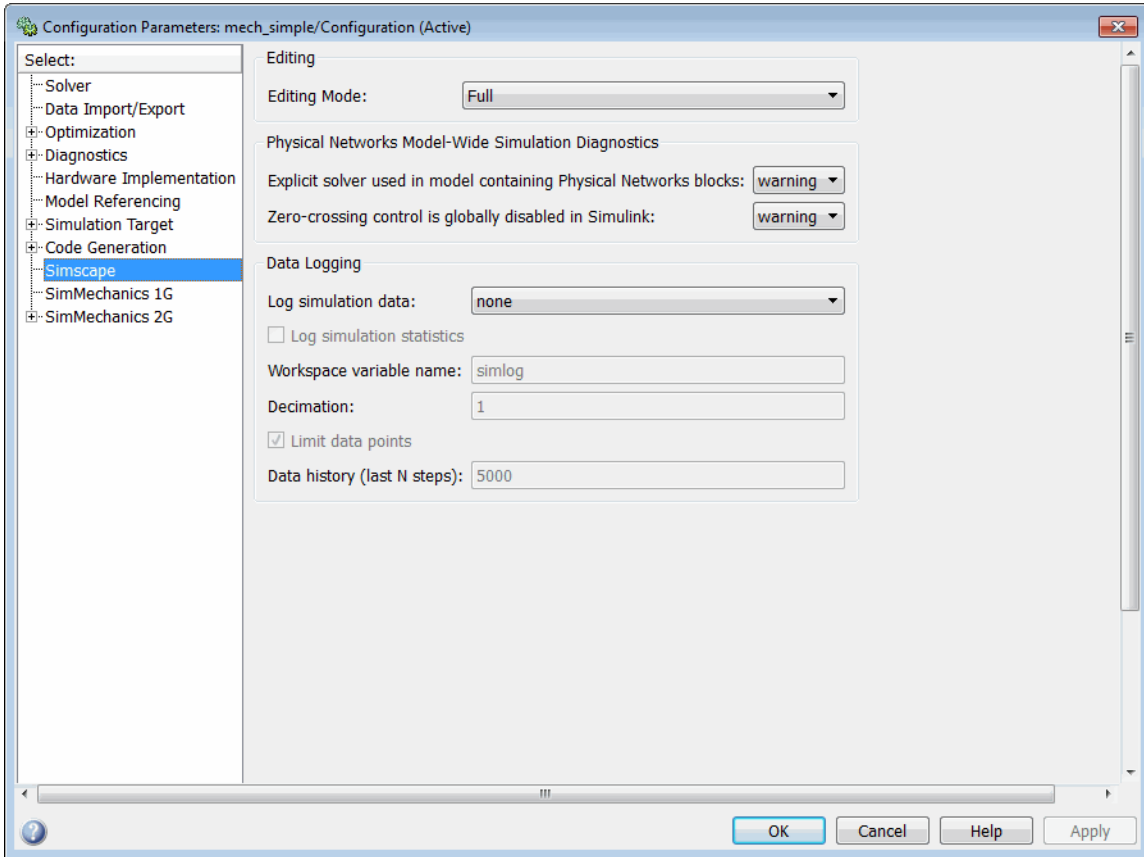 Configuration Parameters: mech_simple/Configuration (Active)
Select:
Solver
Data Import/Export
Optimization
Diagnostics
Hardware Implementation
Model Referencing
Simulation Target
Code Generation
Simscape
SimMechanics 1G
SimMechanics 2G
Editing
Editing Mode: Full
Physical Networks Model-Wide Simulation Diagnostics
Explicit solver used in model containing Physical Networks blocks: warning
Zero-crossing control is globally disabled in Simulink: warning
Data Logging
Log simulation data: none
Log simulation statistics
Workspace variable name: simlog
Decimation: 1
Limit data points
Data history (last N steps): 5000
OK Cancel Help Apply